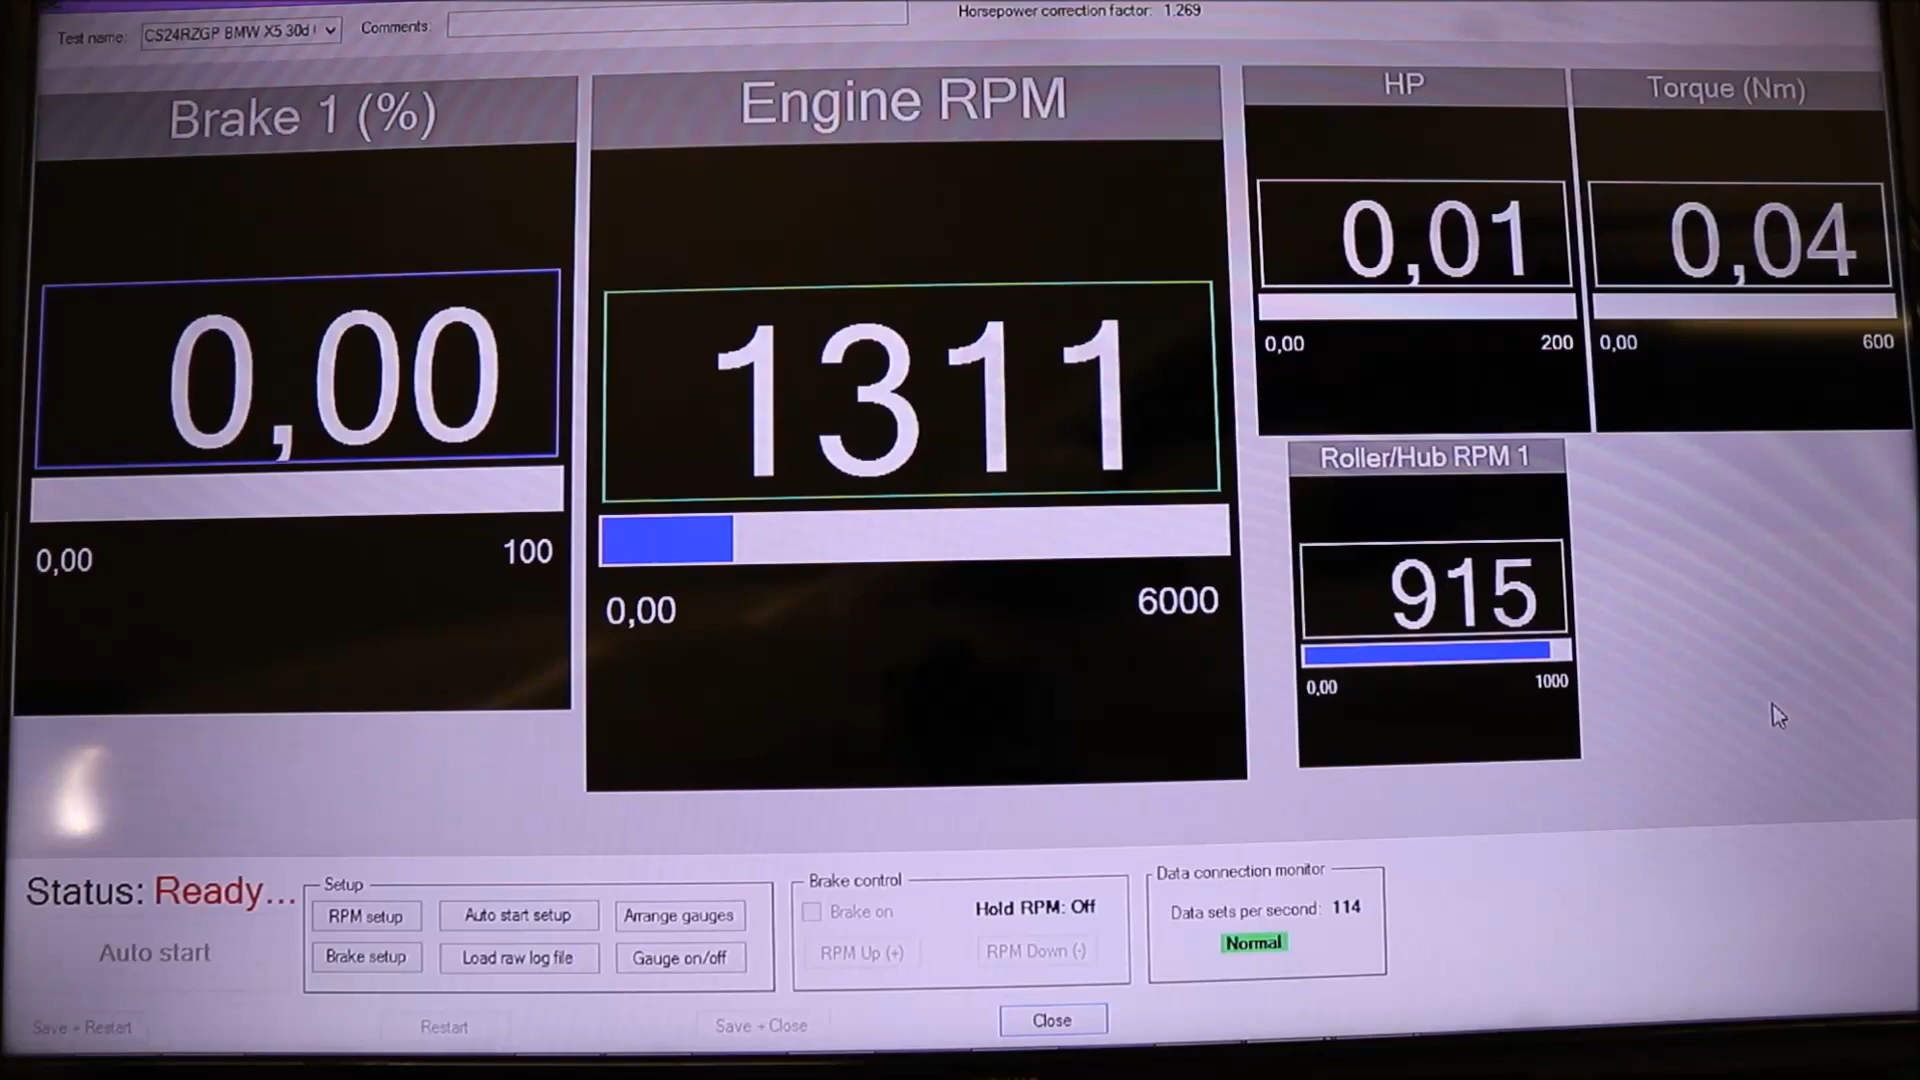 Test name: CS24RZGP BMW X5 30d
Comments:
Horsepower correction factor: 1.269
Brake 1 (%)
0,00
0,00 100
Engine RPM
1311
0,00 6000
HP
0,01
0,00 200
Torque (Nm)
0,04
0,00 600
Roller/Hub RPM 1
915
0,00 1000
Status: Ready...
Auto start
Setup
RPM setup Auto start setup Arrange gauges
Brake setup Load raw log file Gauge on/off
Brake control
Brake on Hold RPM: Off
RPM Up (+) RPM Down (-)
Data connection monitor
Data sets per second: 114
Normal
Save + Restart Restart Save + Close Close